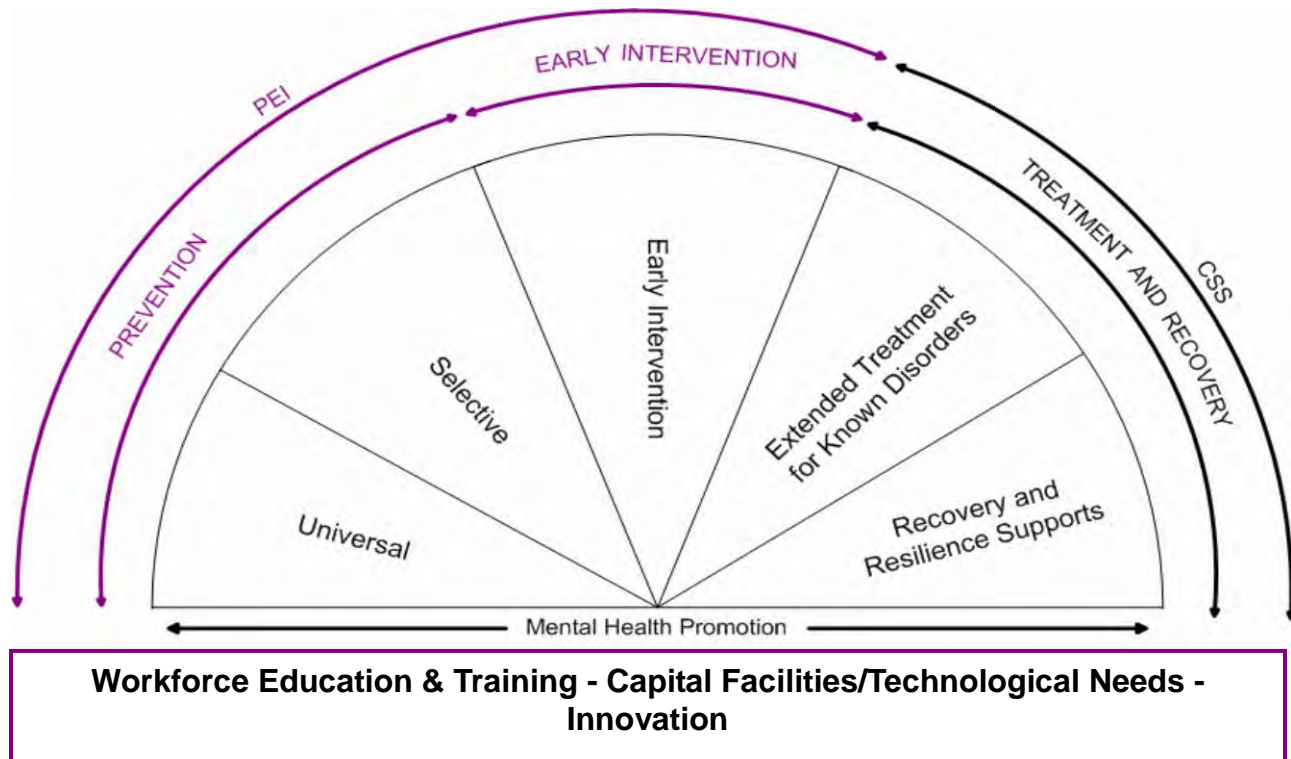 PEI
EARLY INTERVENTION
PREVENTION
TREATMENT AND RECOVERY
CSS
Universal
Selective
Early Intervention
Extended Treatment
for Known Disorders
Recovery and
Resilience Supports
Mental Health Promotion
Workforce Education & Training - Capital Facilities/Technological Needs -
Innovation